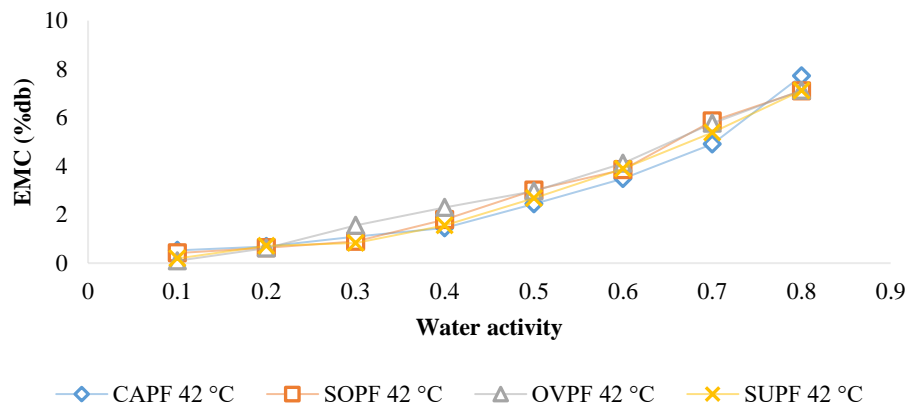 10
8
6
4
2
0
EMC (%db)
0 0.1 0.2 0.3 0.4 0.5 0.6 0.7 0.8 0.9
Water activity
CAPF 42 °C SOPF 42 °C OVPF 42 °C SUPF 42 °C